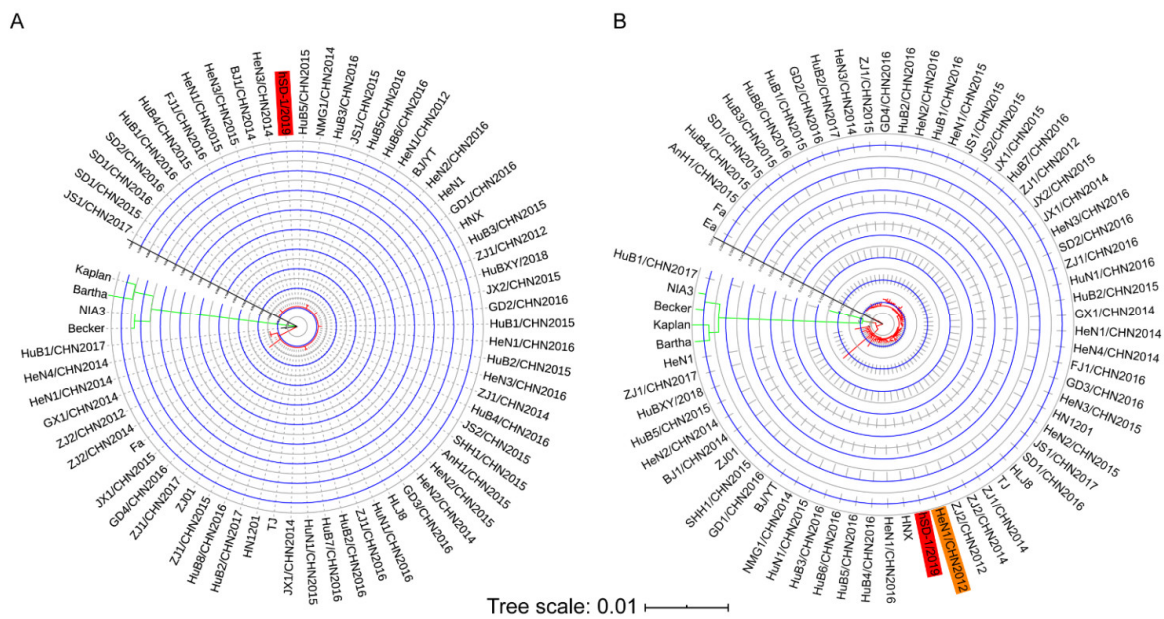 A
JS1/CHN2017
SD1/CHN2015
SD1/CHN2016
SD2/CHN2016
HuB1/CHN2016
HuB4/CHN2015
FJ1/CHN2016
HeN1/CHN2015
HeN3/CHN2015
BJ1/CHN2014
HeN3/CHN2014
hSD-1/2019
HuB5/CHN2015
NMG1/CHN2014
HuB3/CHN2016
JS1/CHN2015
HuB5/CHN2016
HuB6/CHN2016
HeN1/CHN2012
BJ/YT
HeN2/CHN2016
HeN1
GD1/CHN2016
HNX
HuB3/CHN2015
ZJ1/CHN2012
HuBXY/2018
JX2/CHN2015
GD2/CHN2016
HuB1/CHN2015
HeN1/CHN2016
HuB2/CHN2015
HeN3/CHN2016
ZJ1/CHN2014
HuB4/CHN2016
JS2/CHN2015
SHH1/CHN2015
AnH1/CHN2015
HeN2/CHN2015
HeN2/CHN2014
GD3/CHN2016
HLJ8
HuN1/CHN2016
ZJ1/CHN2016
HuB2/CHN2016
HuB7/CHN2016
HuN1/CHN2015
JX1/CHN2014
TJ
HN1201
HuB2/CHN2017
HuB8/CHN2016
ZJ1/CHN2015
ZJ01
ZJ1/CHN2017
GD4/CHN2016
JX1/CHN2015
Fa
ZJ2/CHN2014
ZJ2/CHN2012
GX1/CHN2014
HeN1/CHN2014
HeN4/CHN2014
HuB1/CHN2017
Becker
NIA3
Bartha
Kaplan
B
Ea
Fa
AnH1/CHN2015
HuB4/CHN2015
SD1/CHN2015
HuB3/CHN2015
HuB8/CHN2016
HuB1/CHN2015
GD2/CHN2016
HuB2/CHN2017
HeN3/CHN2014
ZJ1/CHN2015
GD4/CHN2016
HuB2/CHN2016
HeN2/CHN2016
HuB1/CHN2016
HeN1/CHN2015
JS1/CHN2015
JS2/CHN2015
JX1/CHN2015
HuB7/CHN2016
ZJ1/CHN2012
JX2/CHN2015
JX1/CHN2014
HeN3/CHN2016
SD2/CHN2016
ZJ1/CHN2016
HuN1/CHN2016
HuB2/CHN2015
GX1/CHN2014
HeN1/CHN2014
HeN4/CHN2014
FJ1/CHN2016
GD3/CHN2016
HeN3/CHN2015
HN1201
HeN2/CHN2015
JS1/CHN2017
SD1/CHN2016
HLJ8
TJ
ZJ1/CHN2014
ZJ2/CHN2014
ZJ2/CHN2012
HeN1/CHN2012
hSD-1/2019
HNX
HeN1/CHN2016
HuB4/CHN2016
HuB5/CHN2016
HuB6/CHN2016
HuB3/CHN2016
HuN1/CHN2015
NMG1/CHN2014
BJ/YT
GD1/CHN2016
SHH1/CHN2015
ZJ01
BJ1/CHN2014
HeN2/CHN2014
HuB5/CHN2015
HuBXY/2018
ZJ1/CHN2017
HeN1
Bartha
Kaplan
Becker
NIA3
HuB1/CHN2017
Tree scale: 0.01